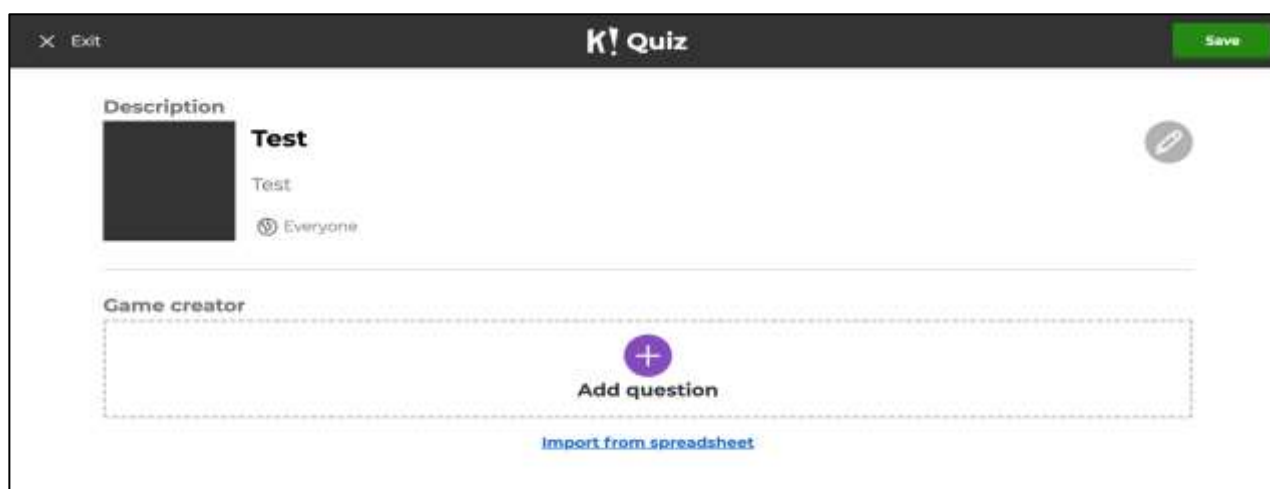 Exit
K! Quiz
Save
Description
Test
Test
Everyone
Game creator
Add question
Import from spreadsheet